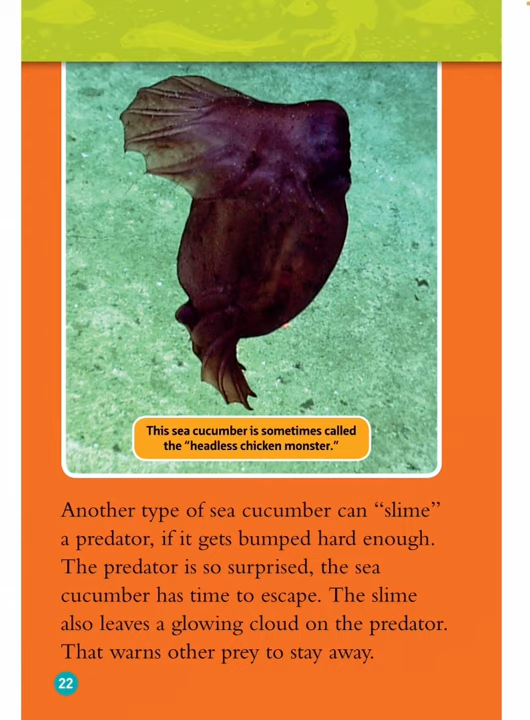 This sea cucumber is sometimes called
the “headless chicken monster.”
Another type of sea cucumber can “slime”
a predator, if it gets bumped hard enough.
The predator is so surprised, the sea
cucumber has time to escape. The slime
also leaves a glowing cloud on the predator.
That warns other prey to stay away.
22